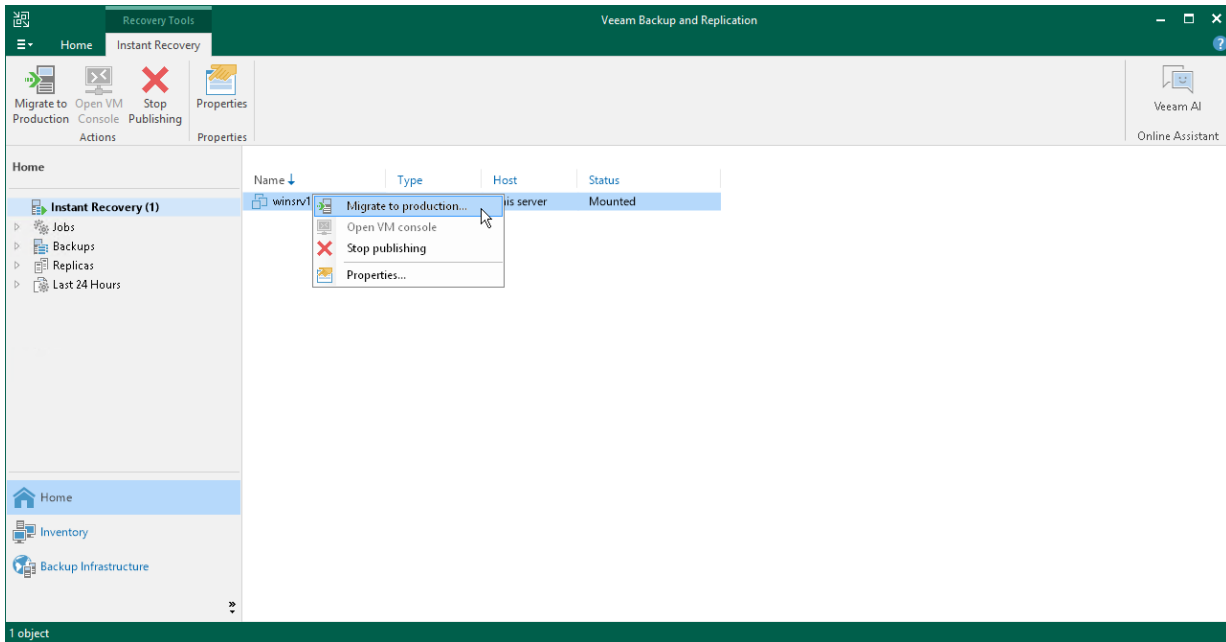 Recovery Tools
Veeam Backup and Replication
Home
Instant Recovery
?
Migrate to Production
Open VM Console
Stop Publishing
Properties
Veeam AI
Actions
Properties
Online Assistant
Home
Name
Type
Host
Status
Instant Recovery (1)
winsrv1
his server
Mounted
Migrate to production...
Jobs
Open VM console
Backups
Stop publishing
Replicas
Properties...
Last 24 Hours
Home
Inventory
Backup Infrastructure
1 object